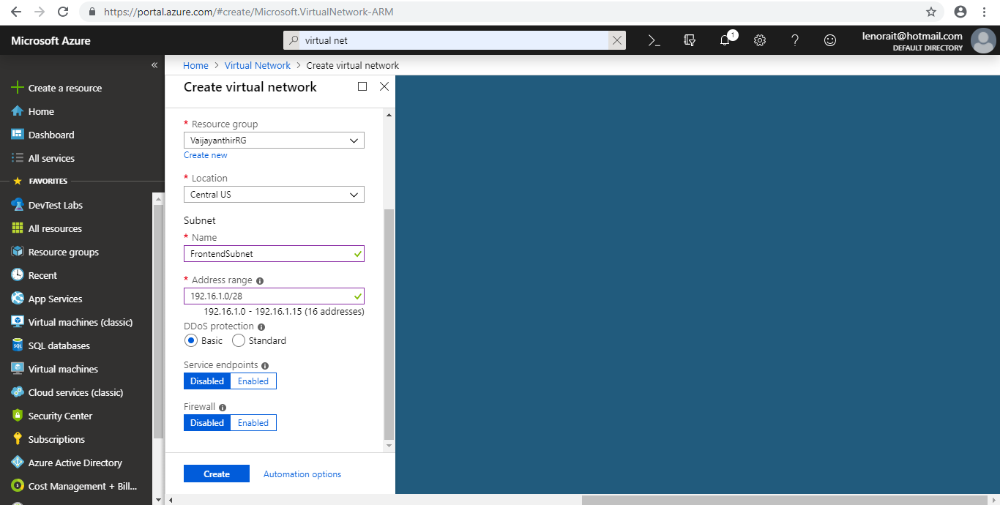 https://portal.azure.com/#create/Microsoft.VirtualNetwork-ARM
Microsoft Azure
virtual net
1
lenorait@hotmail.com
DEFAULT DIRECTORY
«
Home > Virtual Network > Create virtual network
Create a resource
Home
Dashboard
All services
FAVORITES
DevTest Labs
All resources
Resource groups
Recent
App Services
Virtual machines (classic)
SQL databases
Virtual machines
Cloud services (classic)
Security Center
Subscriptions
Azure Active Directory
Cost Management + Bill...
Create virtual network
* Resource group
VaijayanthirRG
Create new
* Location
Central US
Subnet
* Name
FrontendSubnet
* Address range
192.16.1.0/28
192.16.1.0 - 192.16.1.15 (16 addresses)
DDoS protection
Basic Standard
Service endpoints
Disabled Enabled
Firewall
Disabled Enabled
Create Automation options